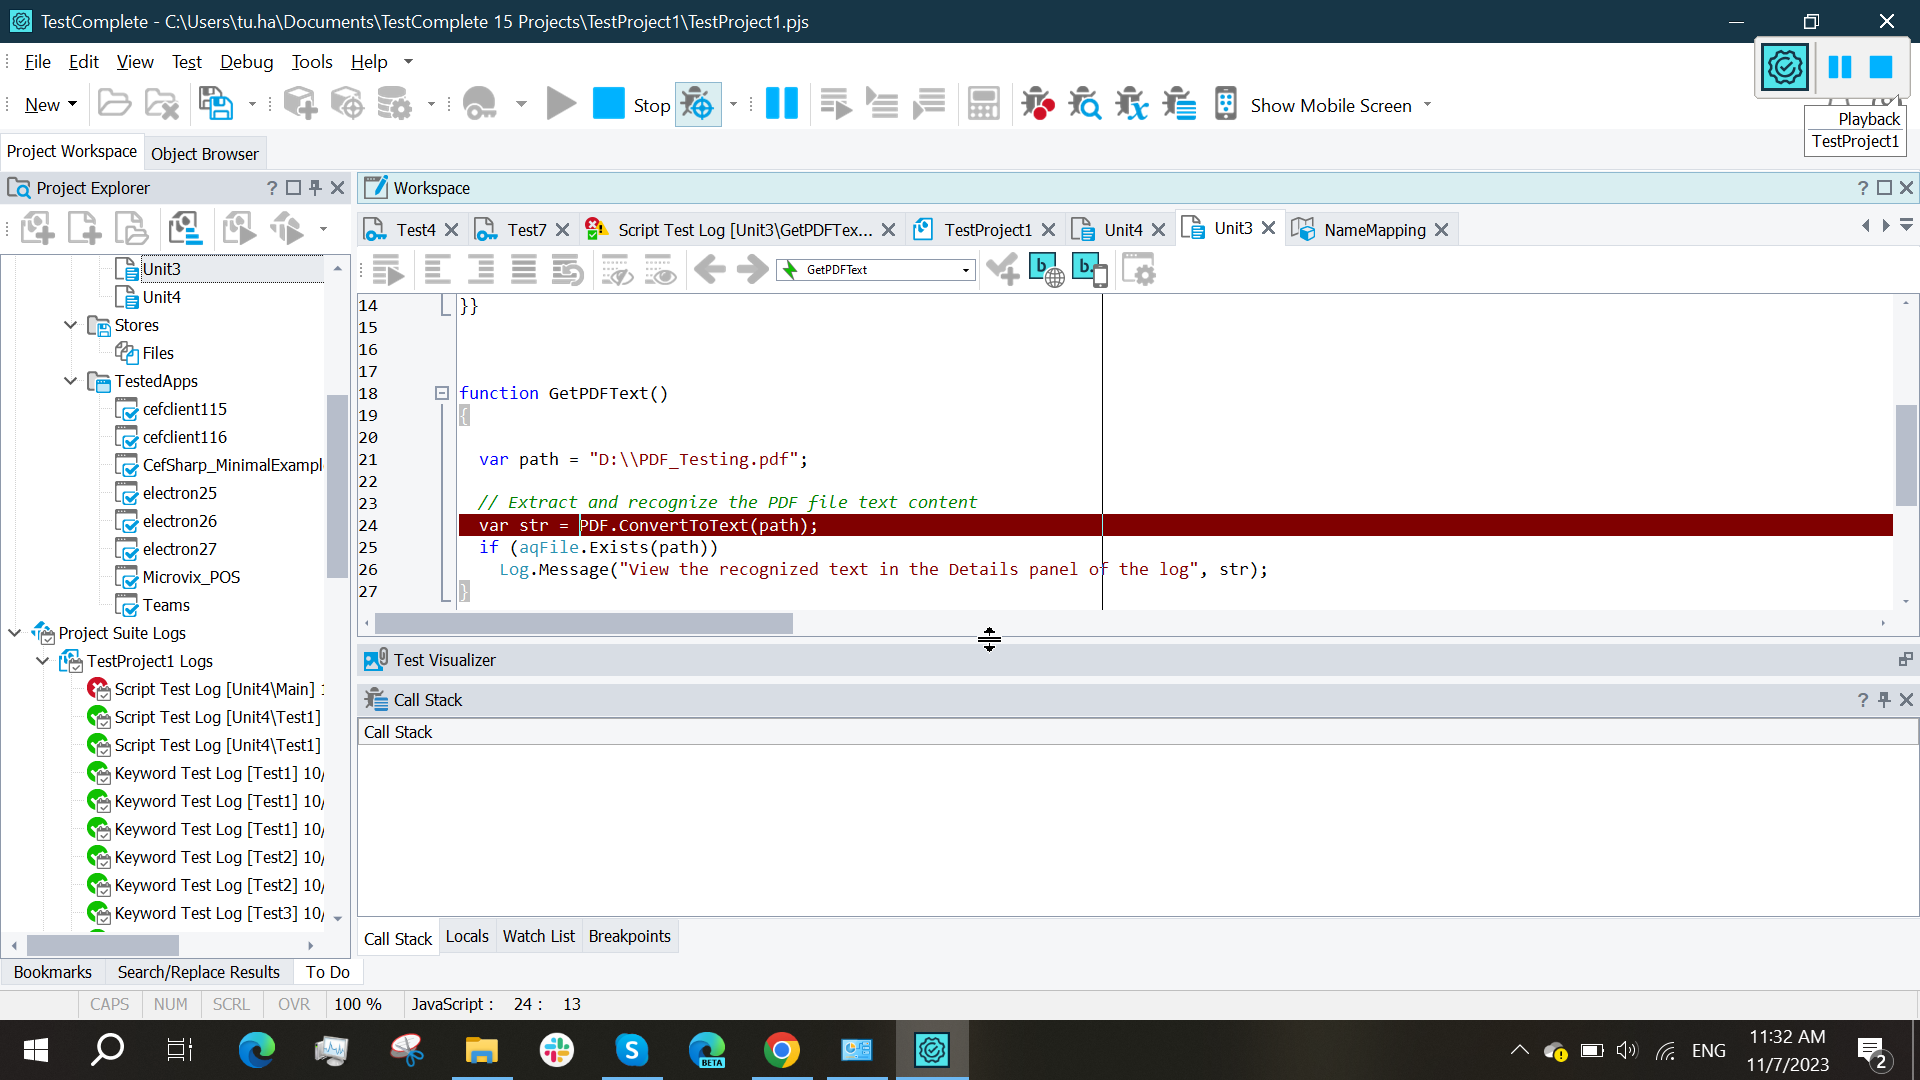 TestComplete - C:\Users\tu.ha\Documents\TestComplete 15 Projects\TestProject1\TestProject1.pjs
File Edit View Test Debug Tools Help
New Stop Show Mobile Screen
Playback
TestProject1
Project Workspace Object Browser
Project Explorer
Workspace
Test4 Test7 Script Test Log [Unit3\GetPDFTex... TestProject1 Unit4 Unit3 NameMapping
GetPDFText
Unit3
Unit4
Stores
Files
TestedApps
cefclient115
cefclient116
CefSharp_MinimalExampl
electron25
electron26
electron27
Microvix_POS
Teams
Project Suite Logs
TestProject1 Logs
Script Test Log [Unit4\Main] 1
Script Test Log [Unit4\Test1]
Script Test Log [Unit4\Test1]
Keyword Test Log [Test1] 10/
Keyword Test Log [Test1] 10/
Keyword Test Log [Test1] 10/
Keyword Test Log [Test2] 10/
Keyword Test Log [Test2] 10/
Keyword Test Log [Test3] 10/
14 }}
15
16
17
18 function GetPDFText()
19 {
20
21 var path = "D:\\PDF_Testing.pdf";
22
23 // Extract and recognize the PDF file text content
24 var str = PDF.ConvertToText(path);
25 if (aqFile.Exists(path))
26 Log.Message("View the recognized text in the Details panel of the log", str);
27 }
Test Visualizer
Call Stack
Call Stack
Call Stack Locals Watch List Breakpoints
Bookmarks Search/Replace Results To Do
CAPS NUM SCRL OVR 100 % JavaScript : 24 : 13
BETA
ENG
11:32 AM
11/7/2023
2